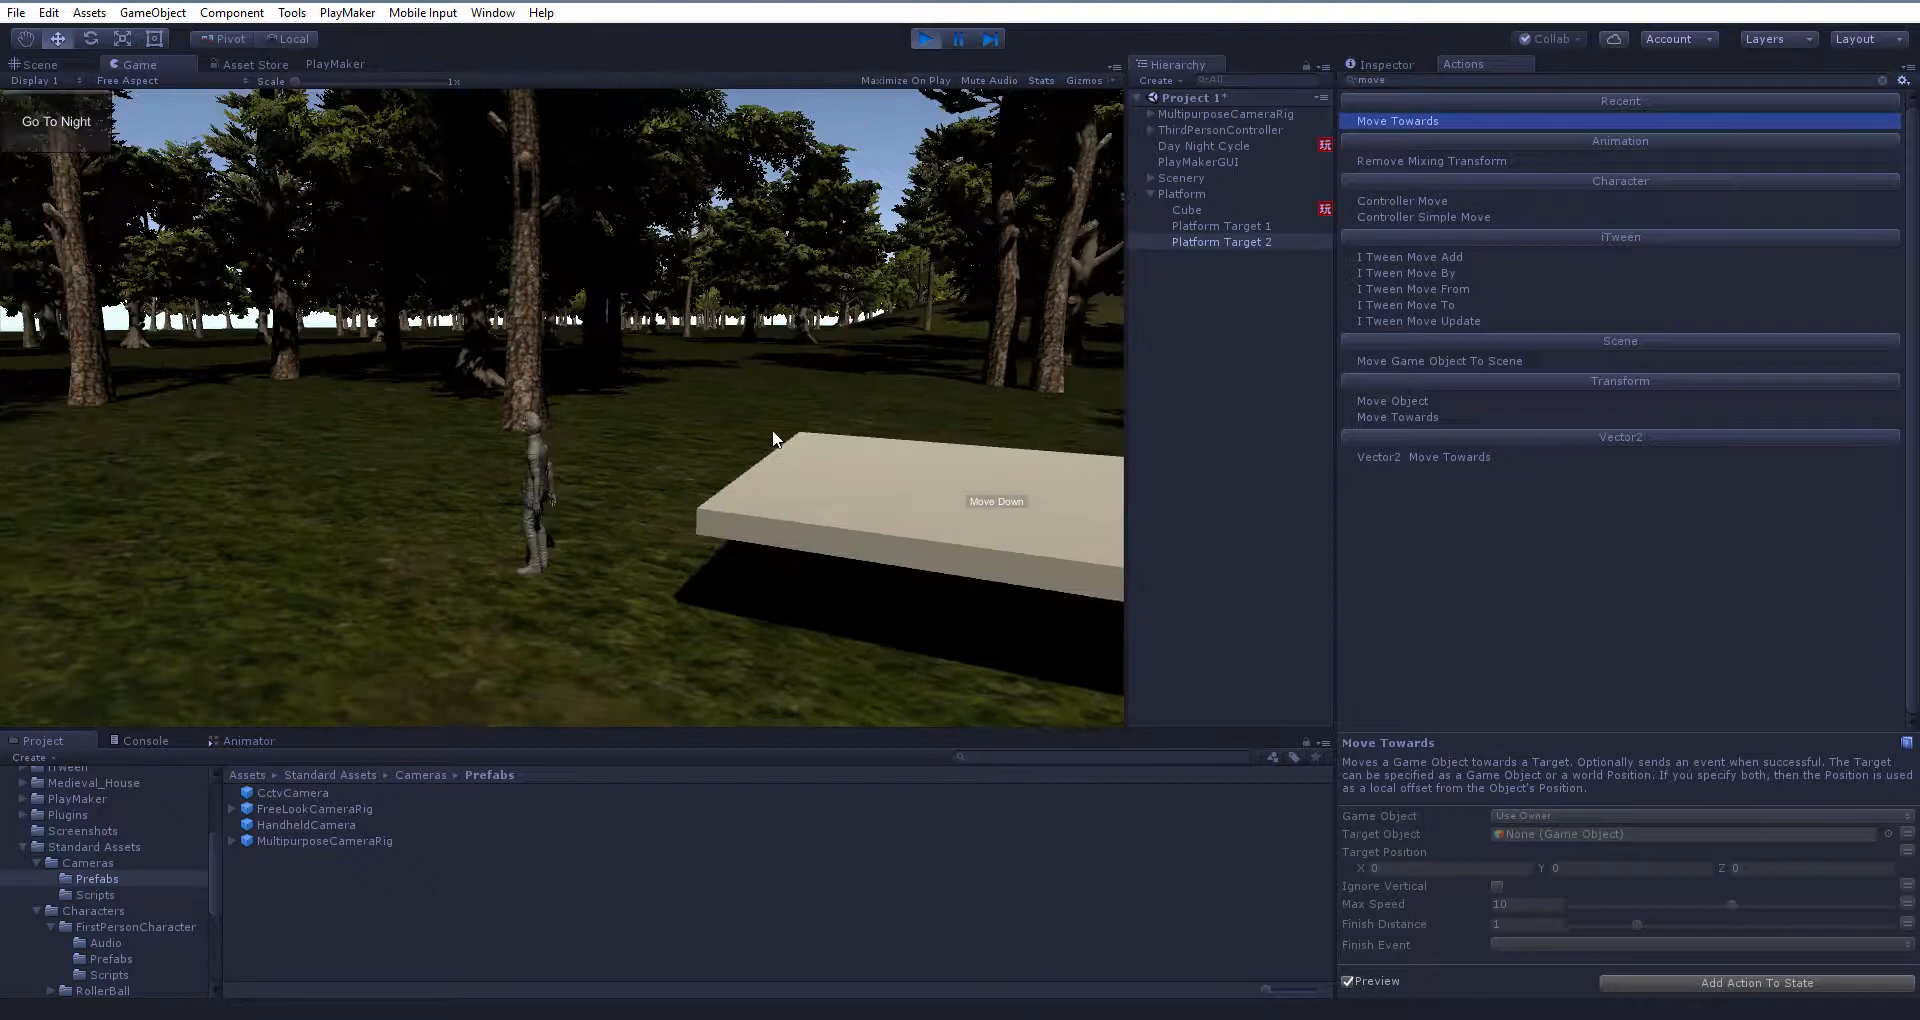 File Edit Assets GameObject Component Tools PlayMaker Mobile Input Window Help
Pivot Local Collab Account Layers Layout
Scene Game Asset Store PlayMaker
Display 1 Free Aspect Scale 1x Maximize On Play Mute Audio Stats Gizmos
Go To Night
Move Down
Hierarchy
Create All
Project 1*
MultipurposeCameraRig
ThirdPersonController
Day Night Cycle 玩
PlayMakerGUI
Scenery
Platform
Cube 玩
Platform Target 1
Platform Target 2
Inspector Actions
move
Recent
Move Towards
Animation
Remove Mixing Transform
Character
Controller Move
Controller Simple Move
iTween
I Tween Move Add
I Tween Move By
I Tween Move From
I Tween Move To
I Tween Move Update
Scene
Move Game Object To Scene
Transform
Move Object
Move Towards
Vector2
Vector2 Move Towards
Project Console Animator
Create
iTween
Medieval_House
PlayMaker
Plugins
Screenshots
Standard Assets
Cameras
Prefabs
Scripts
Characters
FirstPersonCharacter
Audio
Prefabs
Scripts
RollerBall
Assets Standard Assets Cameras Prefabs
CctvCamera
FreeLookCameraRig
HandheldCamera
MultipurposeCameraRig
Move Towards
Moves a Game Object towards a Target. Optionally sends an event when successful. The Target
can be specified as a Game Object or a world Position. If you specify both, then the Position is used
as a local offset from the Object's Position.
Game Object Use Owner
Target Object None (Game Object)
Target Position
X 0 Y 0 Z 0
Ignore Vertical
Max Speed 10
Finish Distance 1
Finish Event
Preview Add Action To State